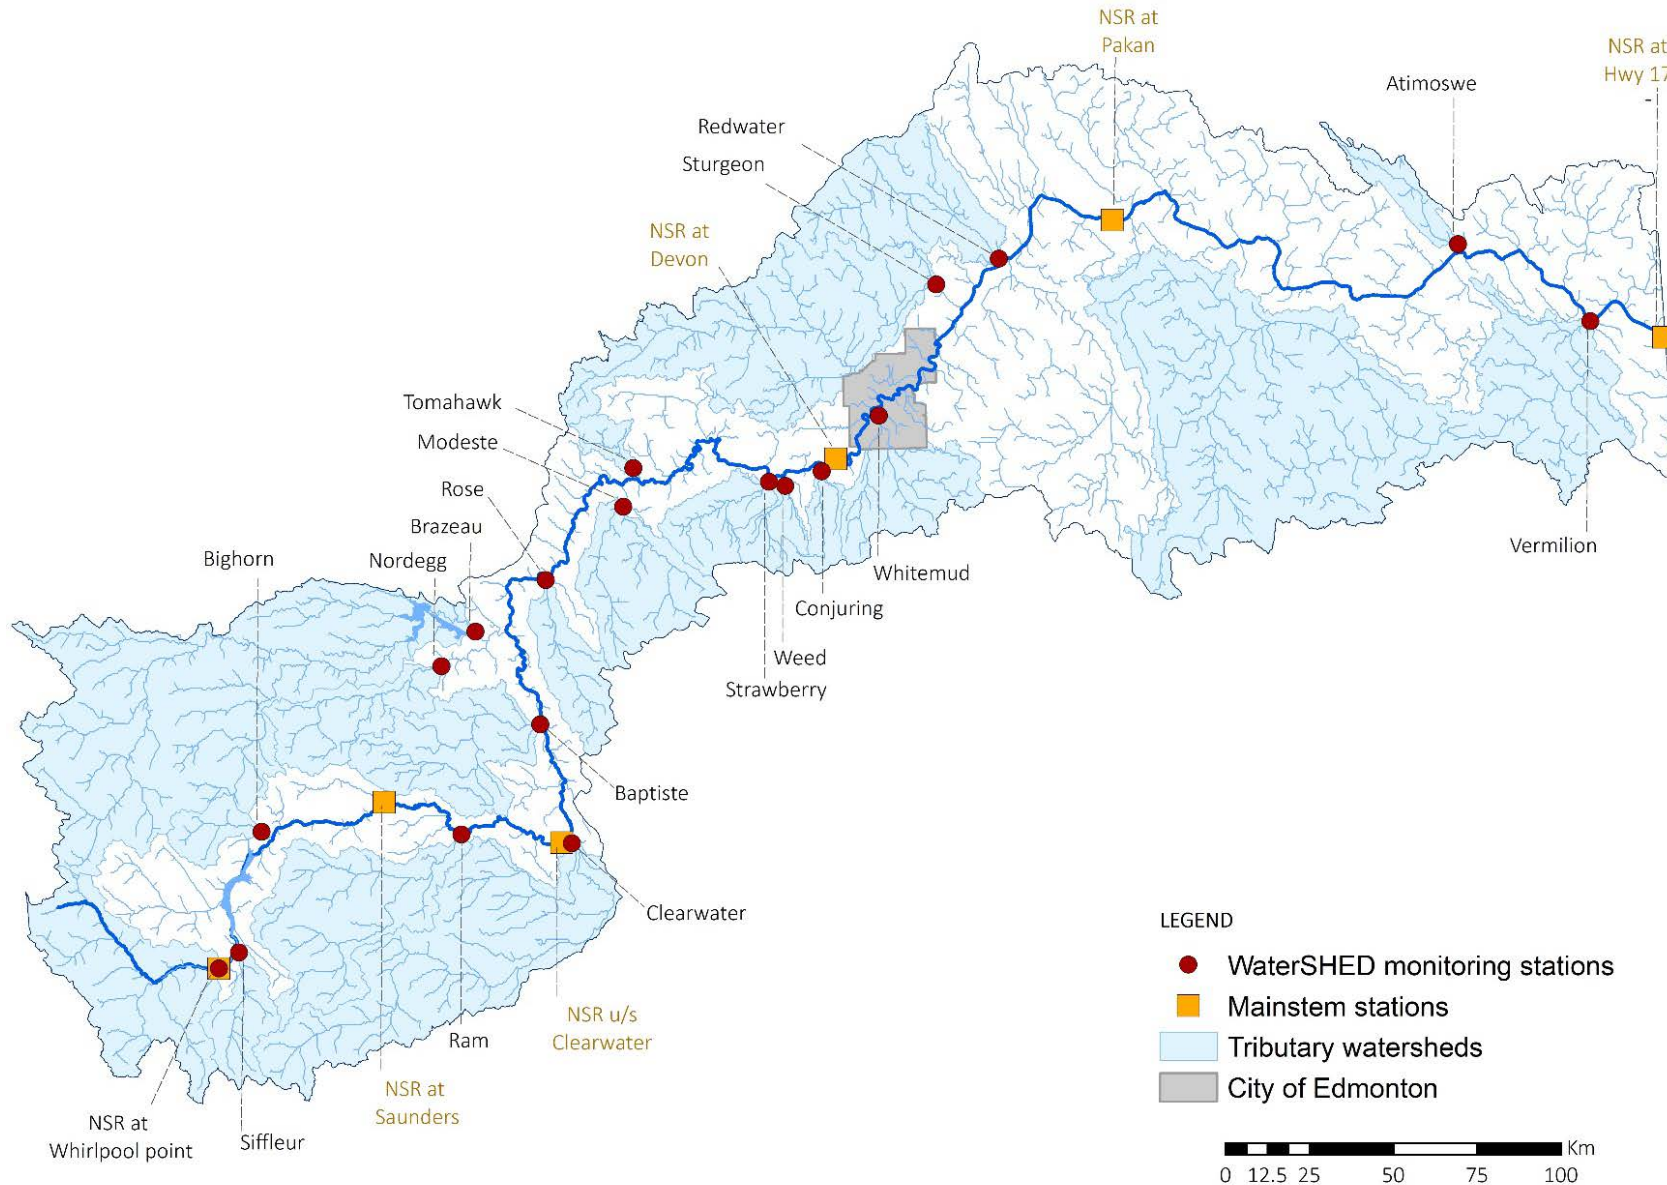 NSR at
Pakan
NSR at
Hwy 17
Atimoswe
Redwater
Sturgeon
NSR at
Devon
Tomahawk
Modeste
Rose
Brazeau
Nordegg
Bighorn
Vermilion
Whitemud
Conjuring
Weed
Strawberry
Baptiste
Clearwater
LEGEND
WaterSHED monitoring stations
Mainstem stations
Tributary watersheds
City of Edmonton
NSR u/s
Clearwater
Ram
NSR at
Saunders
NSR at
Whirlpool point
Siffleur
Km
0 12.5 25 50 75 100